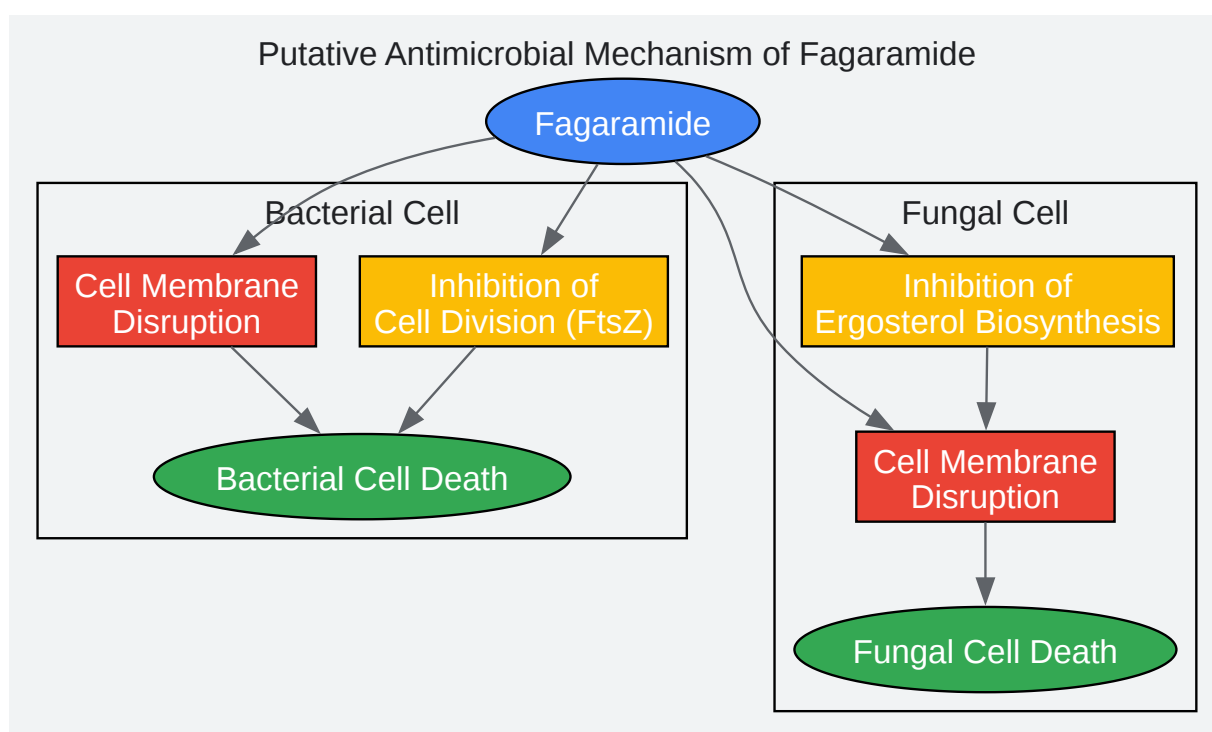 Putative Antimicrobial Mechanism of Fagaramide
Fagaramide
Bacterial Cell
Cell Membrane
Disruption
Inhibition of
Cell Division (FtsZ)
Bacterial Cell Death
Fungal Cell
Inhibition of
Ergosterol Biosynthesis
Cell Membrane
Disruption
Fungal Cell Death